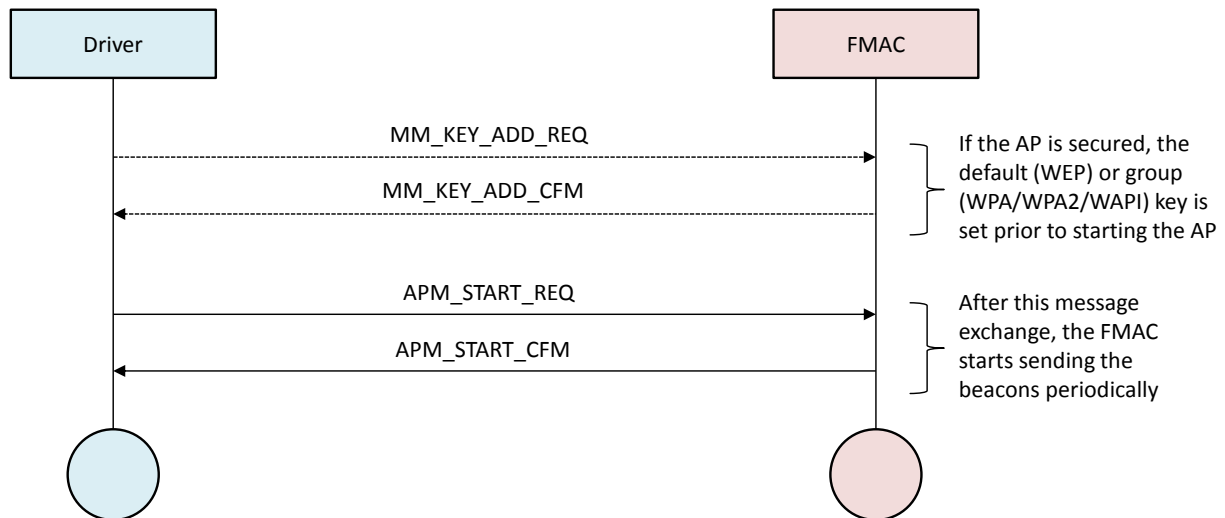 Driver
FMAC
MM_KEY_ADD_REQ
MM_KEY_ADD_CFM
If the AP is secured, the
default (WEP) or group
(WPA/WPA2/WAPI) key is
set prior to starting the AP
APM_START_REQ
APM_START_CFM
After this message
exchange, the FMAC
starts sending the
beacons periodically